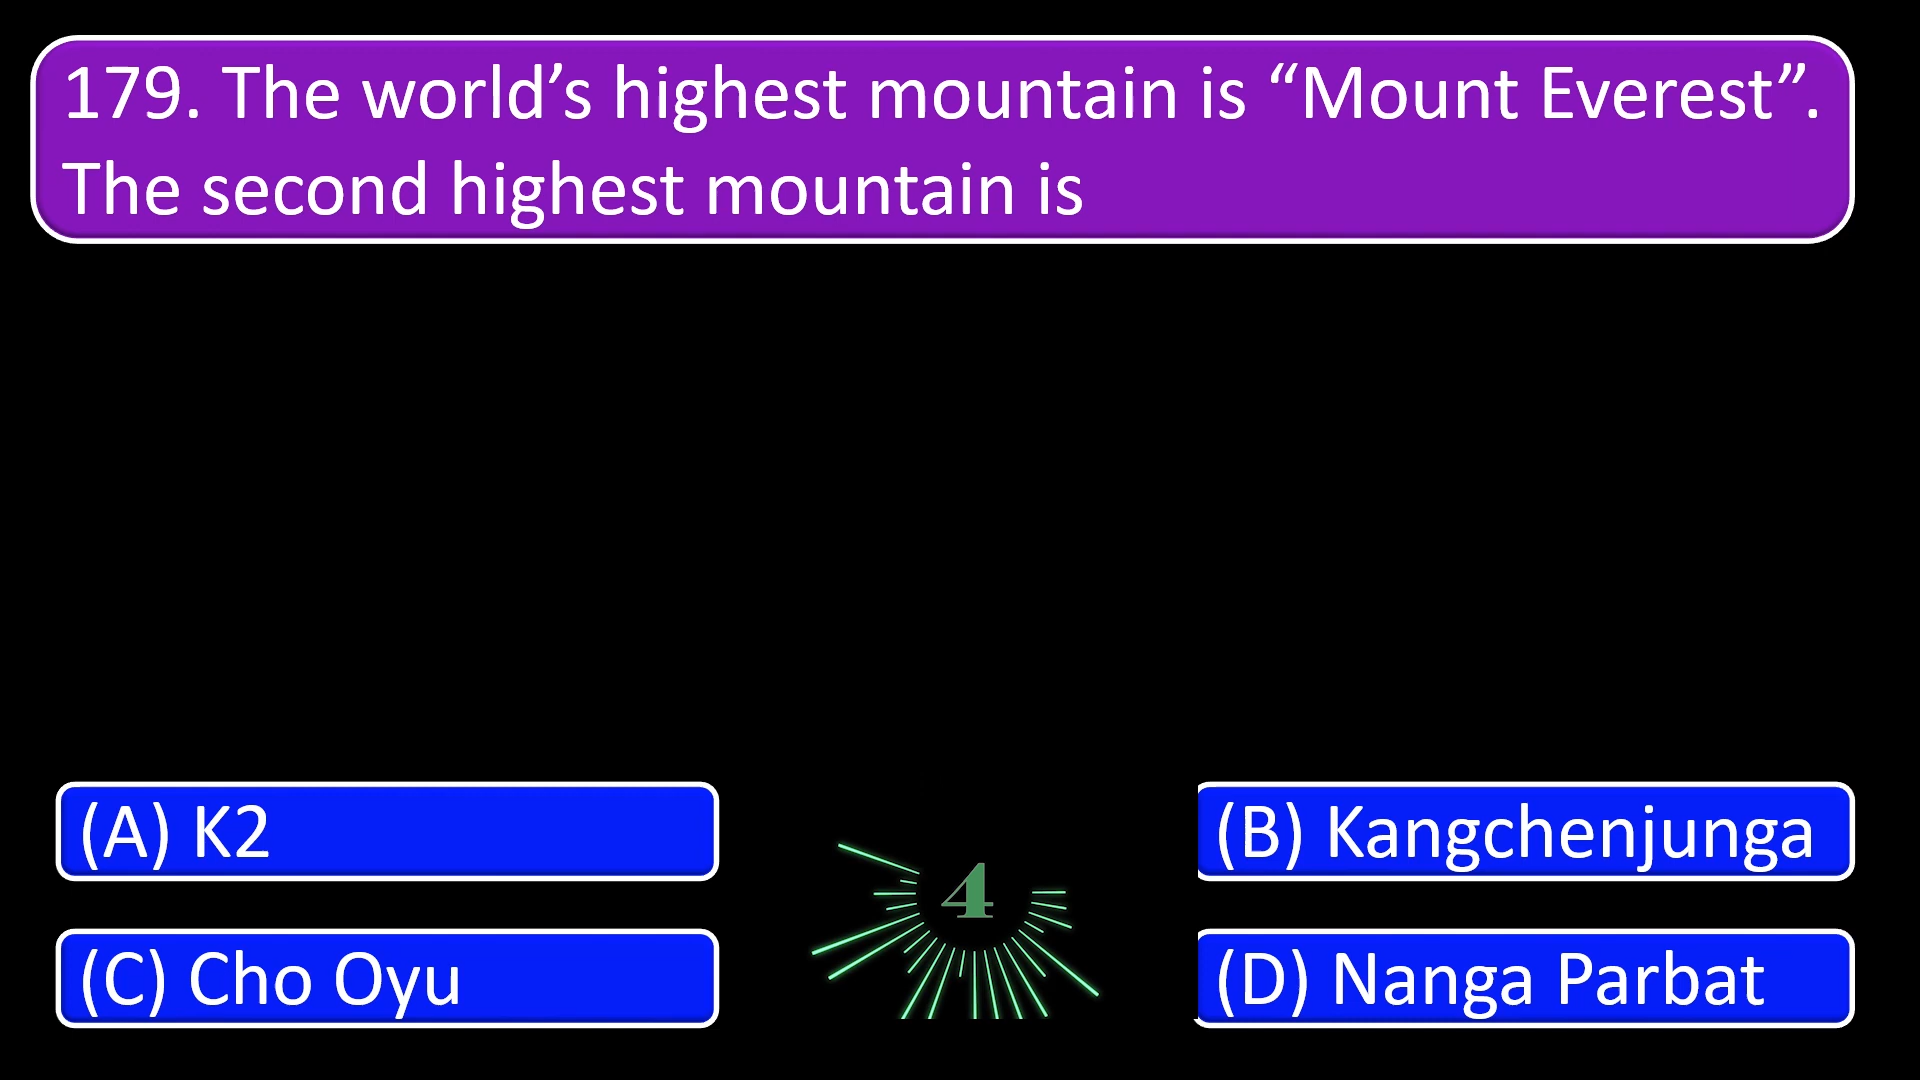 179. The world’s highest mountain is “Mount Everest”.
The second highest mountain is
(A) K2
(B) Kangchenjunga
4
(C) Cho Oyu
(D) Nanga Parbat